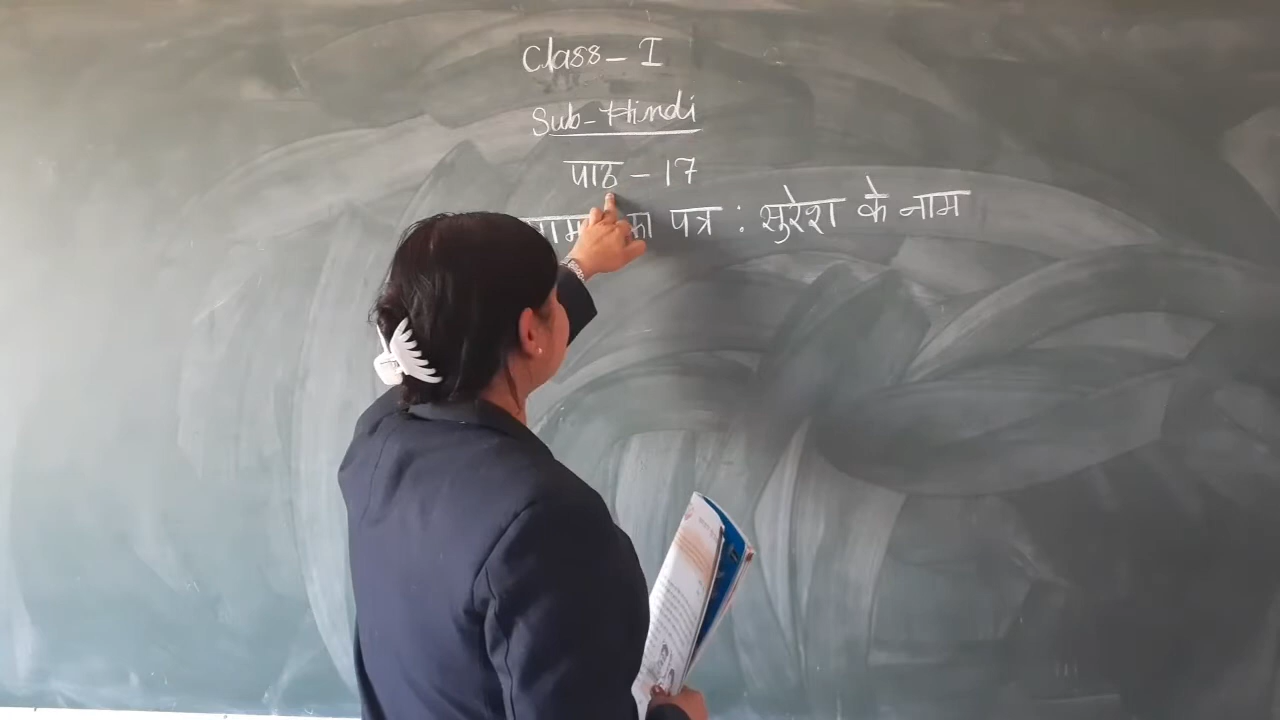 Class - I
Sub - Hindi
पाठ - 17
का पत्र : सुरेश के नाम